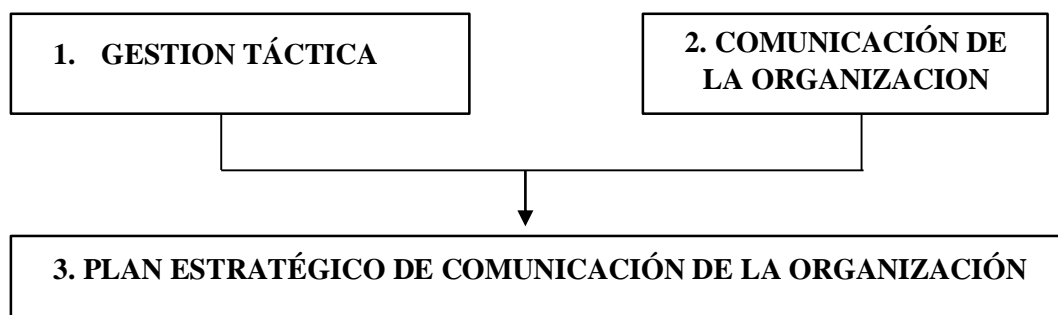 1. GESTION TÁCTICA
2. COMUNICACIÓN DE
LA ORGANIZACION
3. PLAN ESTRATÉGICO DE COMUNICACIÓN DE LA ORGANIZACIÓN